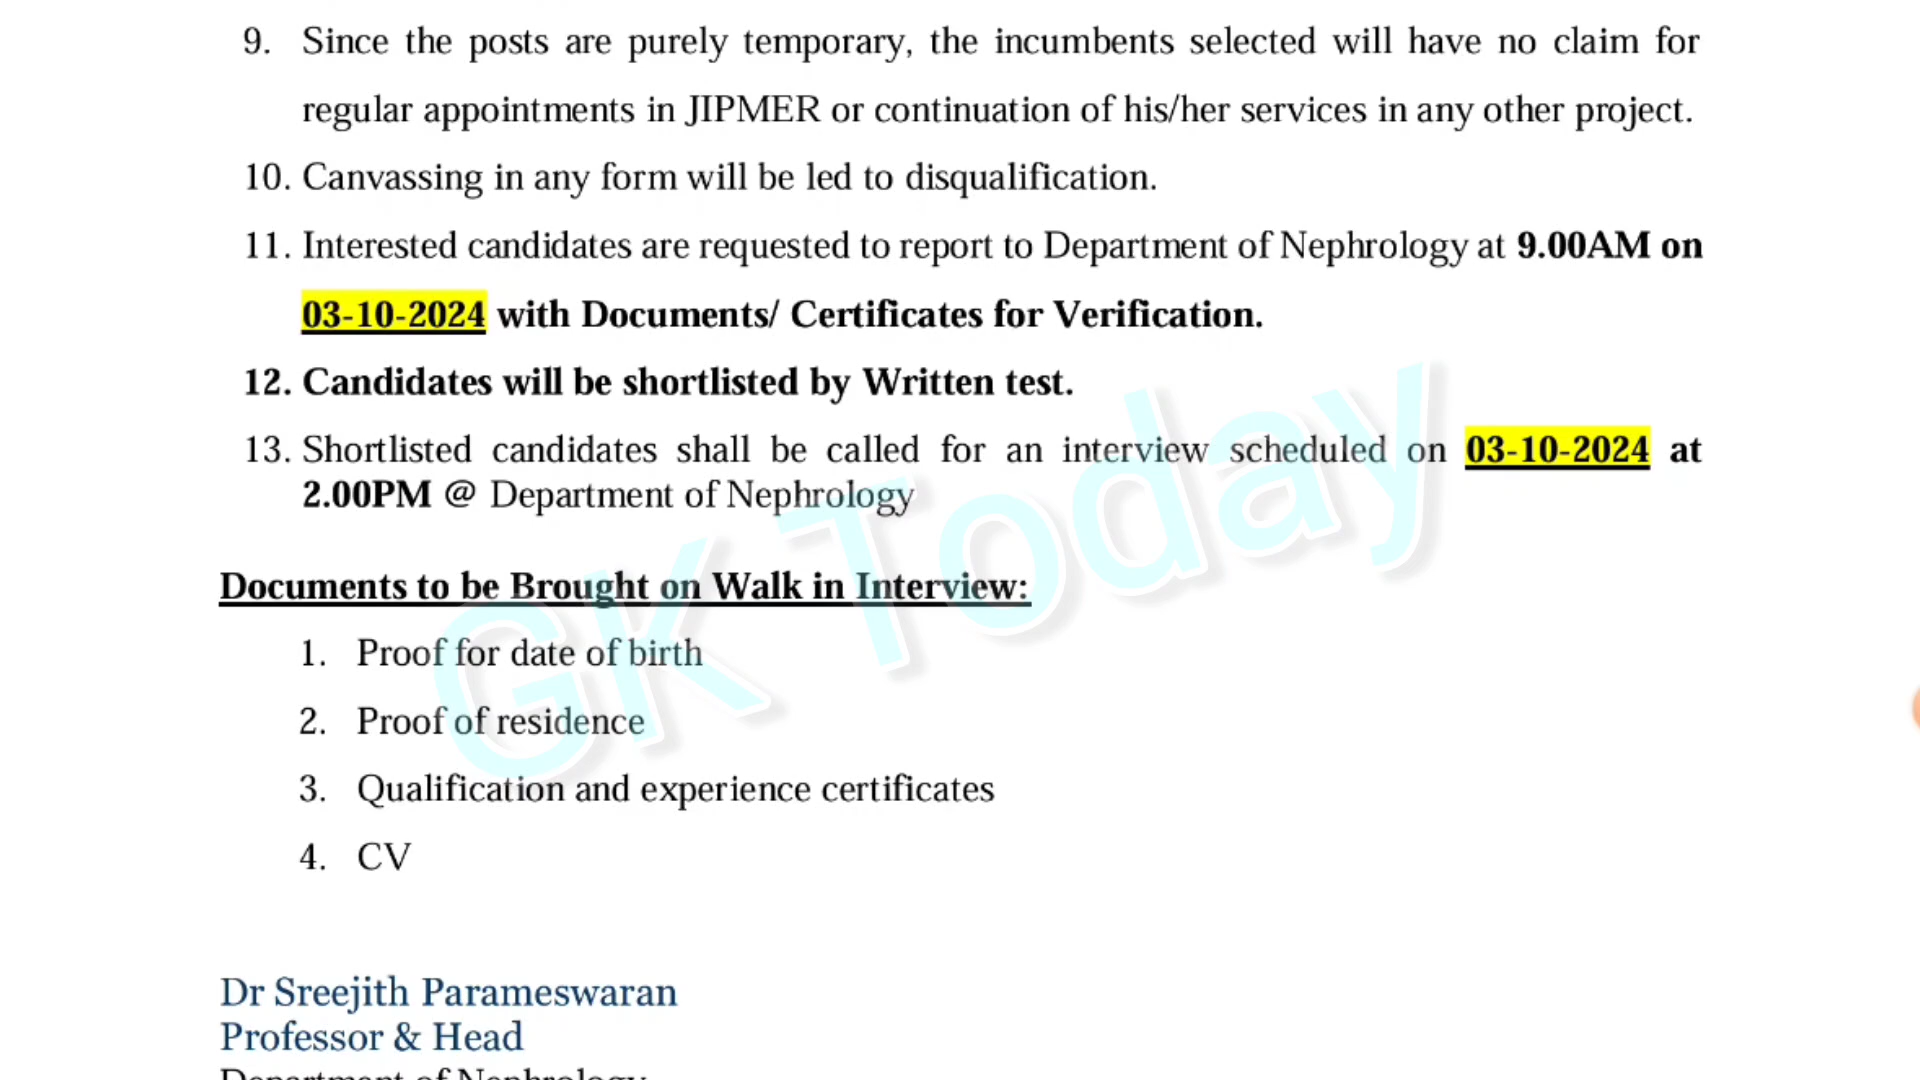 9. Since the posts are purely temporary, the incumbents selected will have no claim for
regular appointments in JIPMER or continuation of his/her services in any other project.
10. Canvassing in any form will be led to disqualification.
11. Interested candidates are requested to report to Department of Nephrology at 9.00AM on
03-10-2024 with Documents/ Certificates for Verification.
12. Candidates will be shortlisted by Written test.
13. Shortlisted candidates shall be called for an interview scheduled on 03-10-2024 at
2.00PM @ Department of Nephrology
GK Today
Documents to be Brought on Walk in Interview:
1. Proof for date of birth
2. Proof of residence
3. Qualification and experience certificates
4. CV
Dr Sreejith Parameswaran
Professor & Head
Department of Nephrology